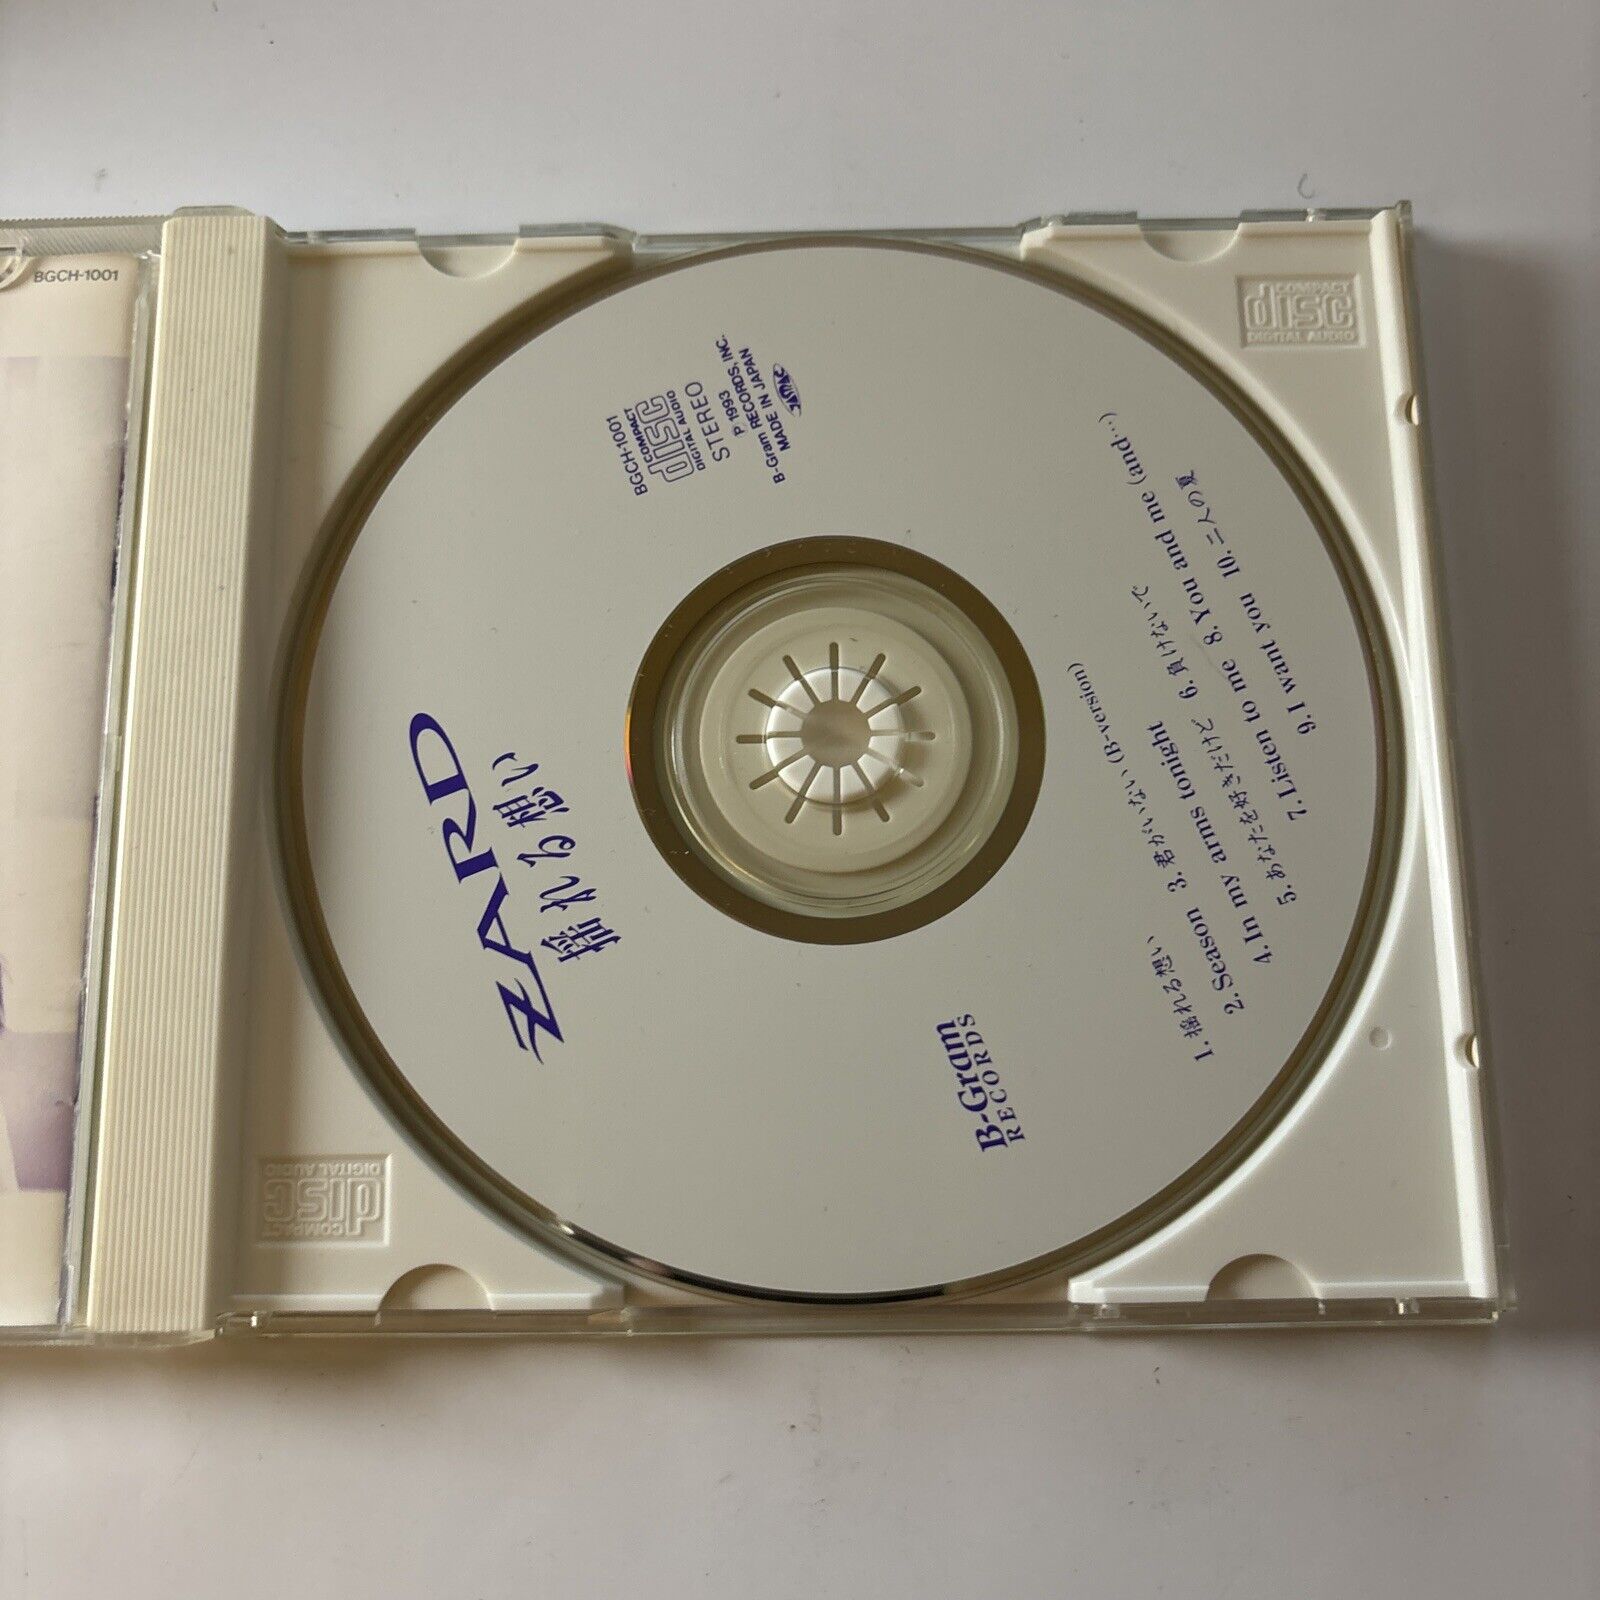 BGCH-1001
COMPACT
disc
DIGITAL AUDIO
ZARD
揺れる想い
BGCH-1001
COMPACT
disc
DIGITAL AUDIO
STEREO
P 1993
B-Gram RECORDS, INC.
MADE IN JAPAN
JASRAC
B-Gram
RECORDS
1. 揺れる想い
2. Season 3. 君がいない (B-version)
4. In my arms tonight
5. あなたを好きだけど 6. 負けないで
7. Listen to me 8. You and me (and…)
9. I want you 10. 二人の夏
COMPACT
disc
DIGITAL AUDIO